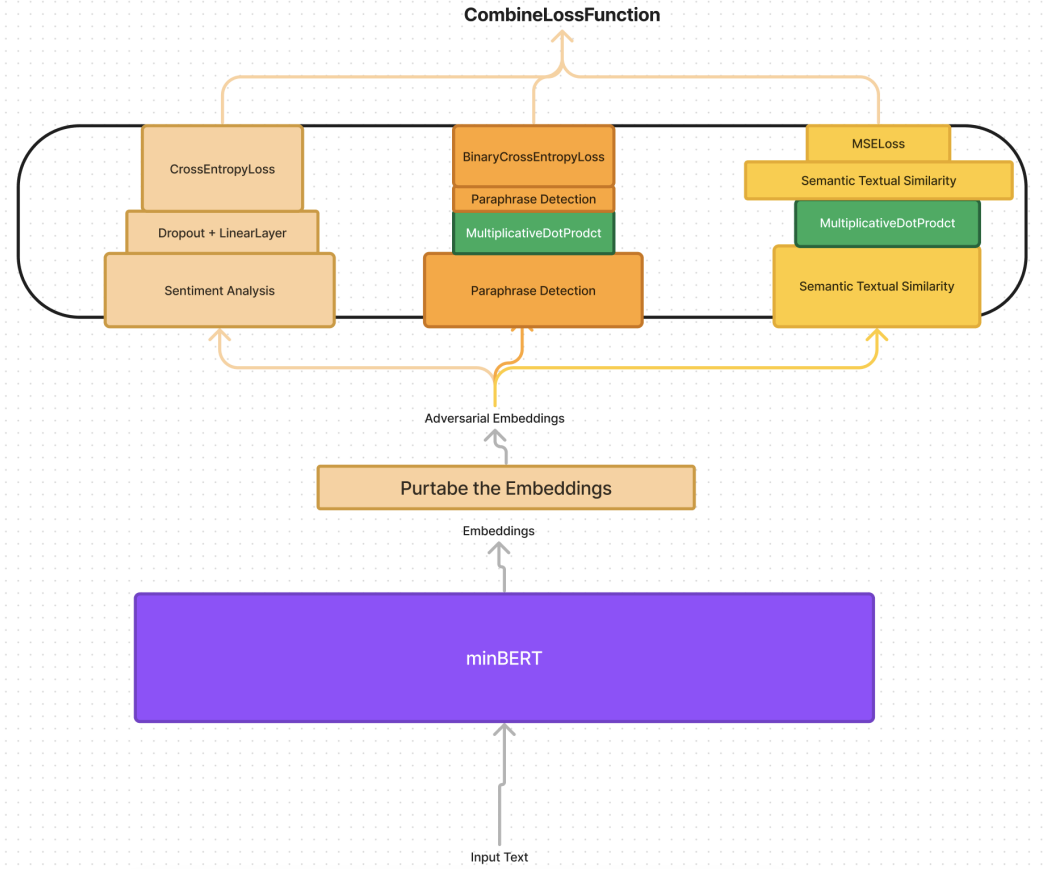 CombineLossFunction
CrossEntropyLoss
Dropout + LinearLayer
Sentiment Analysis
BinaryCrossEntropyLoss
Paraphrase Detection
MultiplicativeDotProdct
Paraphrase Detection
MSELoss
Semantic Textual Similarity
MultiplicativeDotProdct
Semantic Textual Similarity
Adversarial Embeddings
Purtabe the Embeddings
Embeddings
minBERT
Input Text